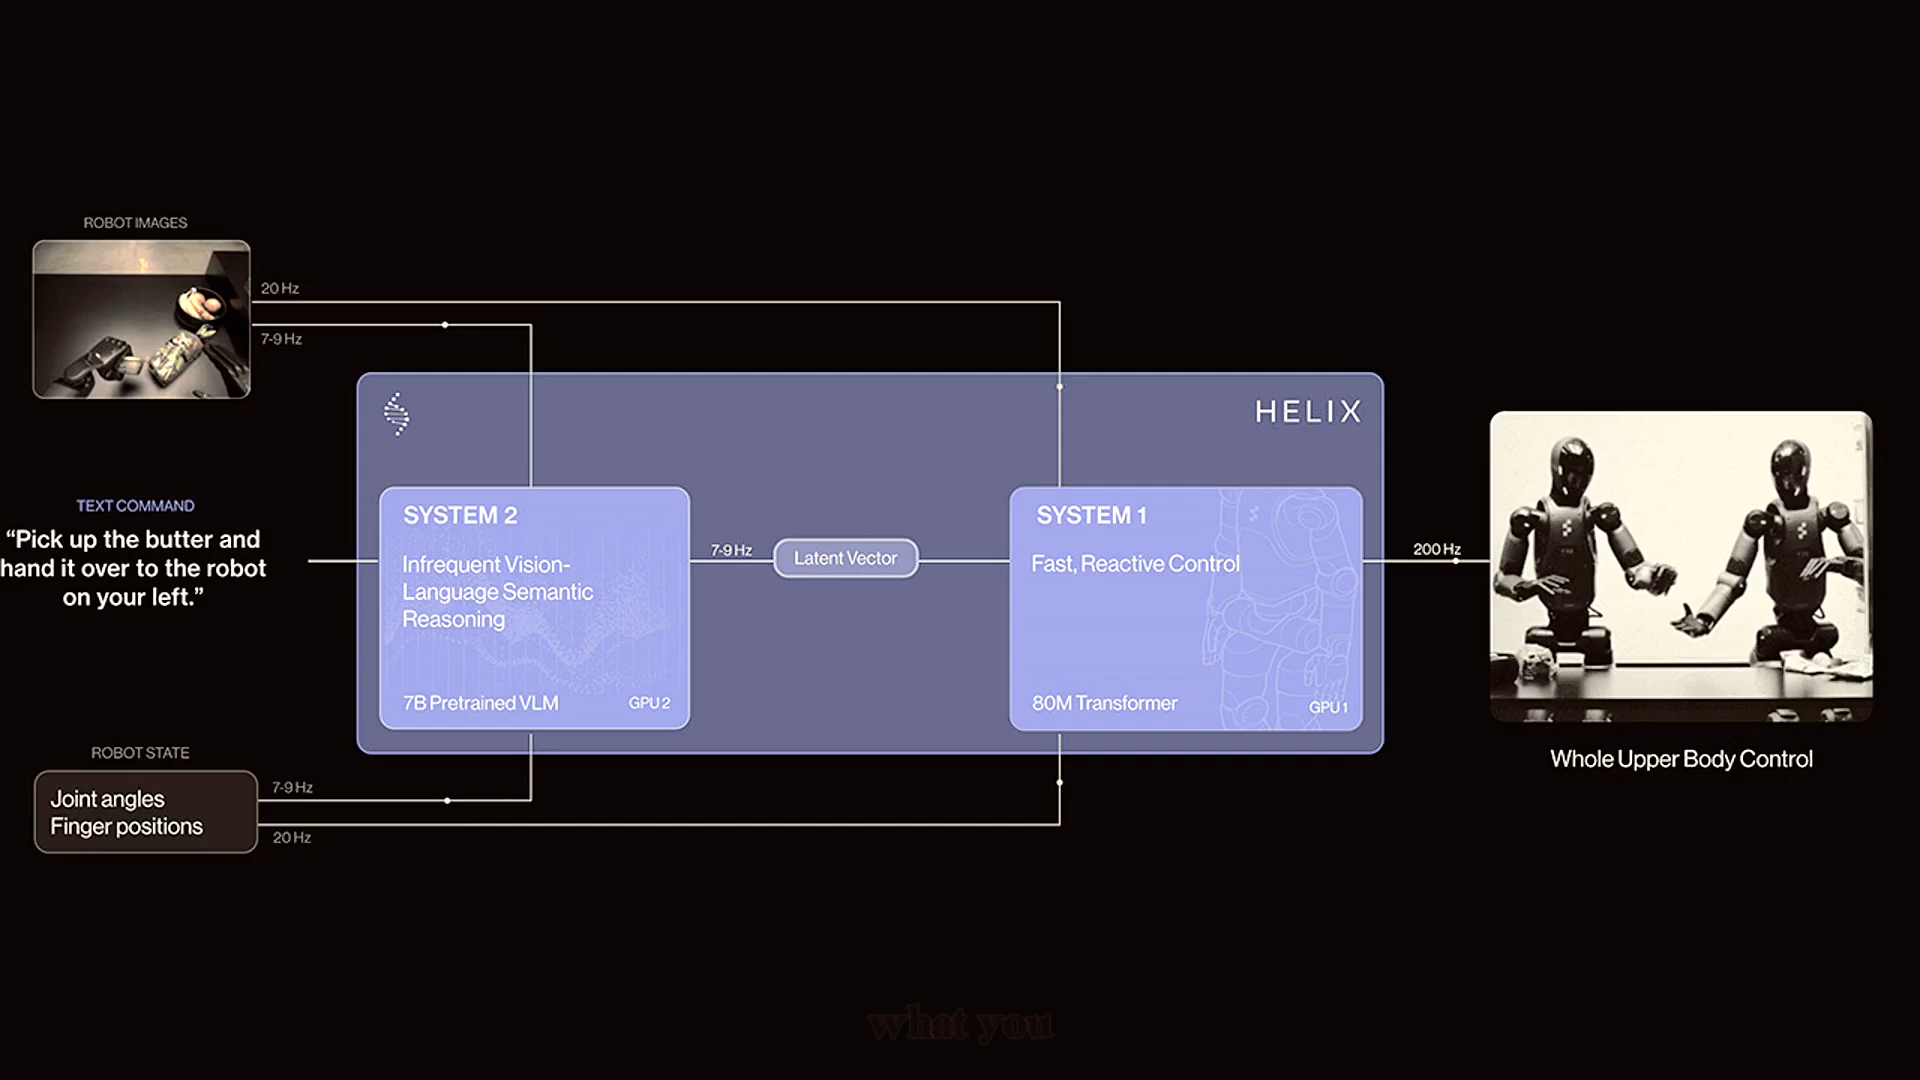 ROBOT IMAGES
20 Hz
7-9 Hz
HELIX
TEXT COMMAND
“Pick up the butter and
hand it over to the robot
on your left.”
SYSTEM 2
Infrequent Vision-
Language Semantic
Reasoning
7B Pretrained VLM
GPU 2
7-9 Hz
Latent Vector
SYSTEM 1
Fast, Reactive Control
80M Transformer
GPU 1
200 Hz
Whole Upper Body Control
ROBOT STATE
Joint angles
Finger positions
7-9 Hz
20 Hz
what you